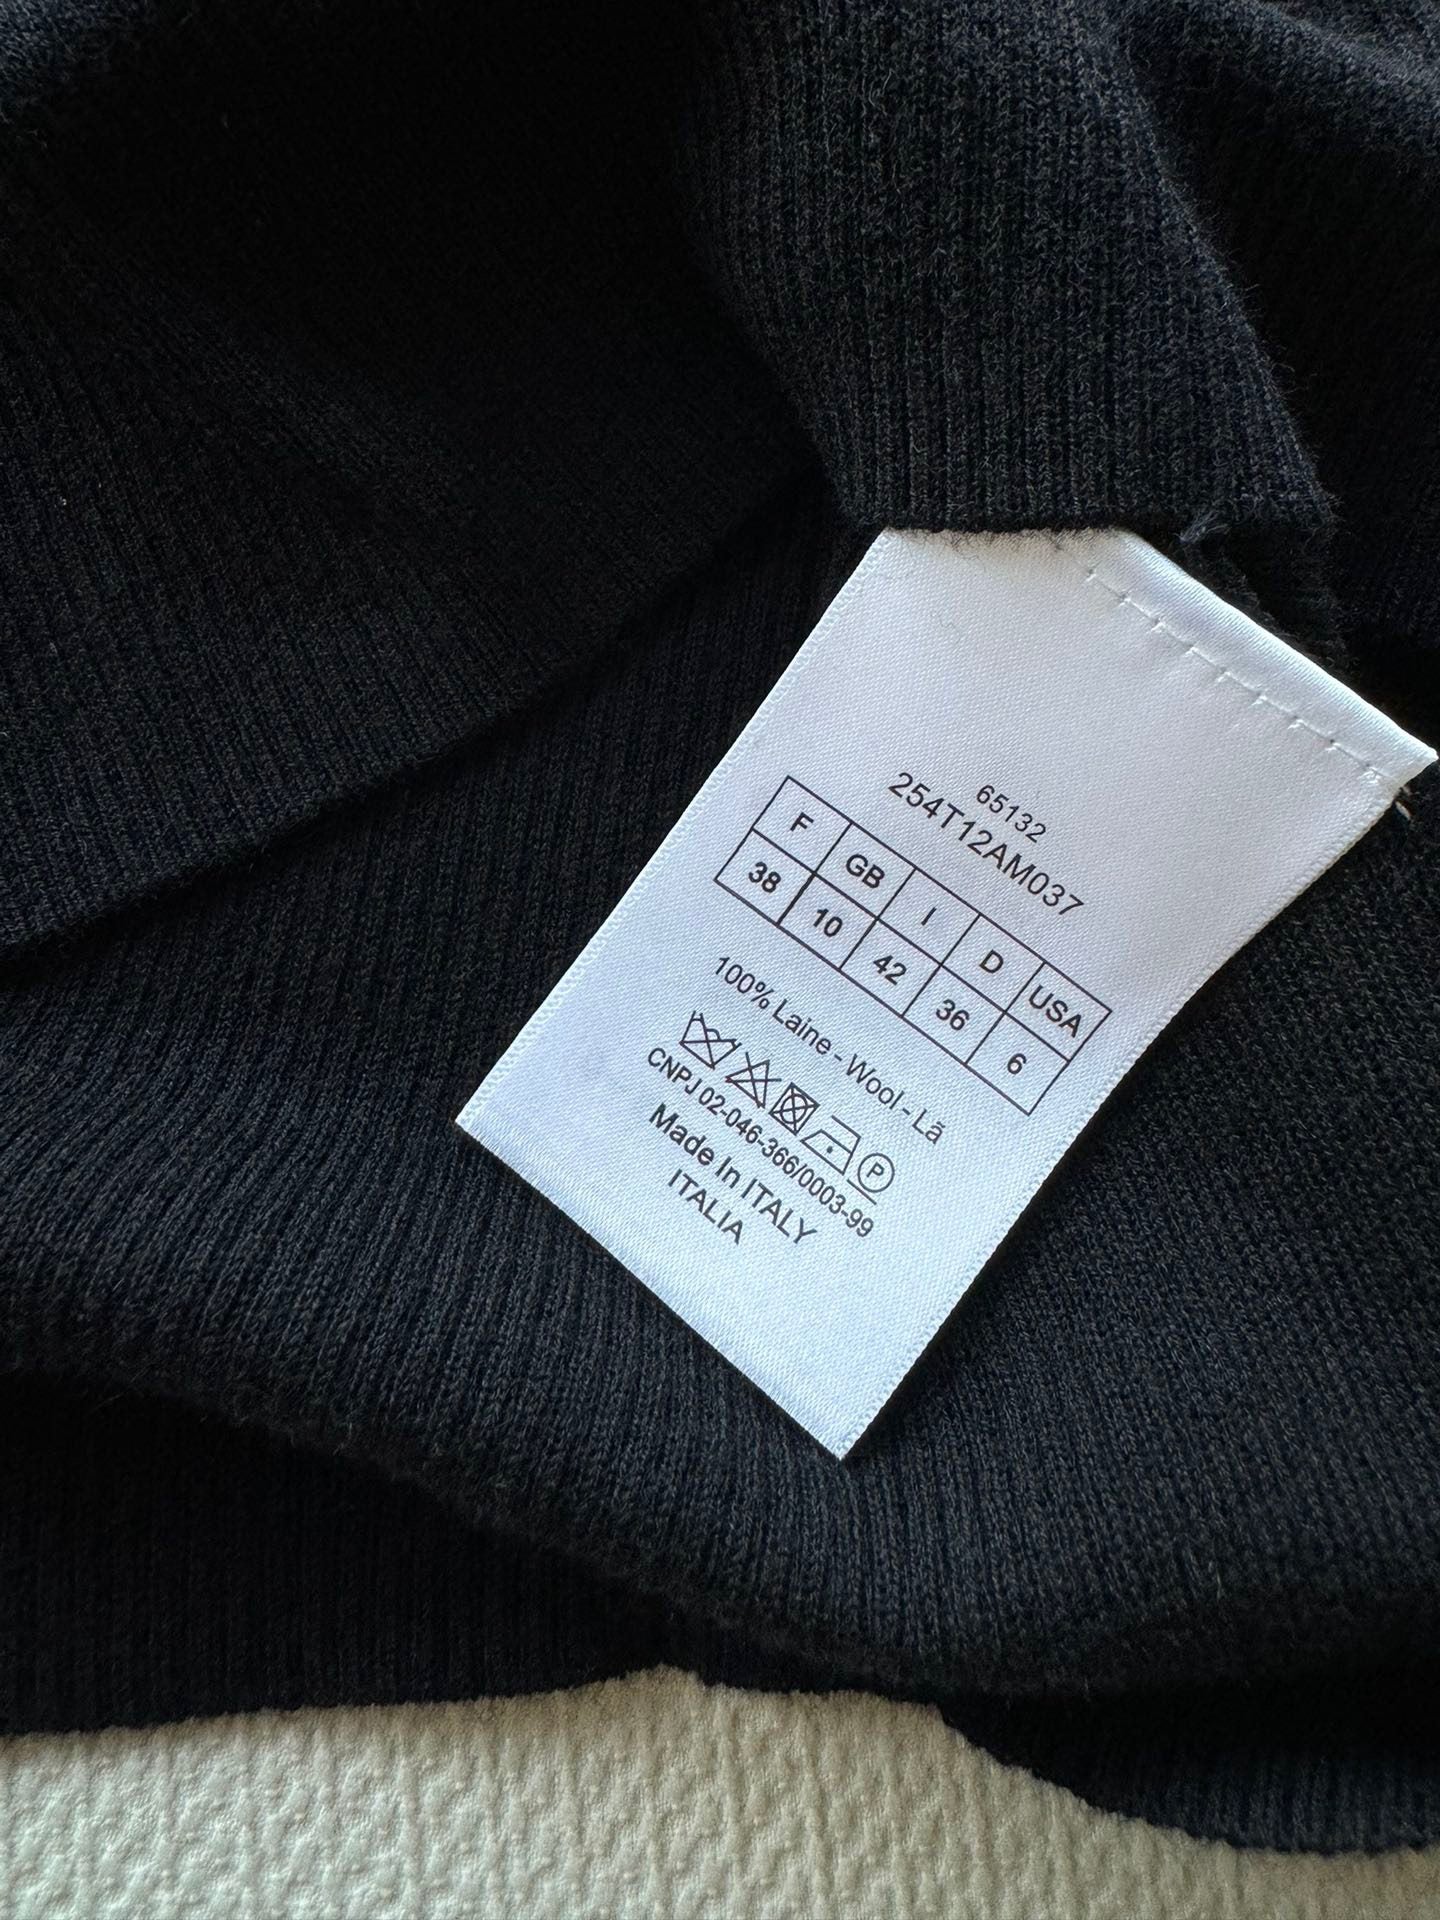 65132
254T12AM037
F GB I D USA
38 10 42 36 6
100% Laine - Wool - Lã
P
CNPJ 02-046-366/0003-99
Made In ITALY
ITALIA